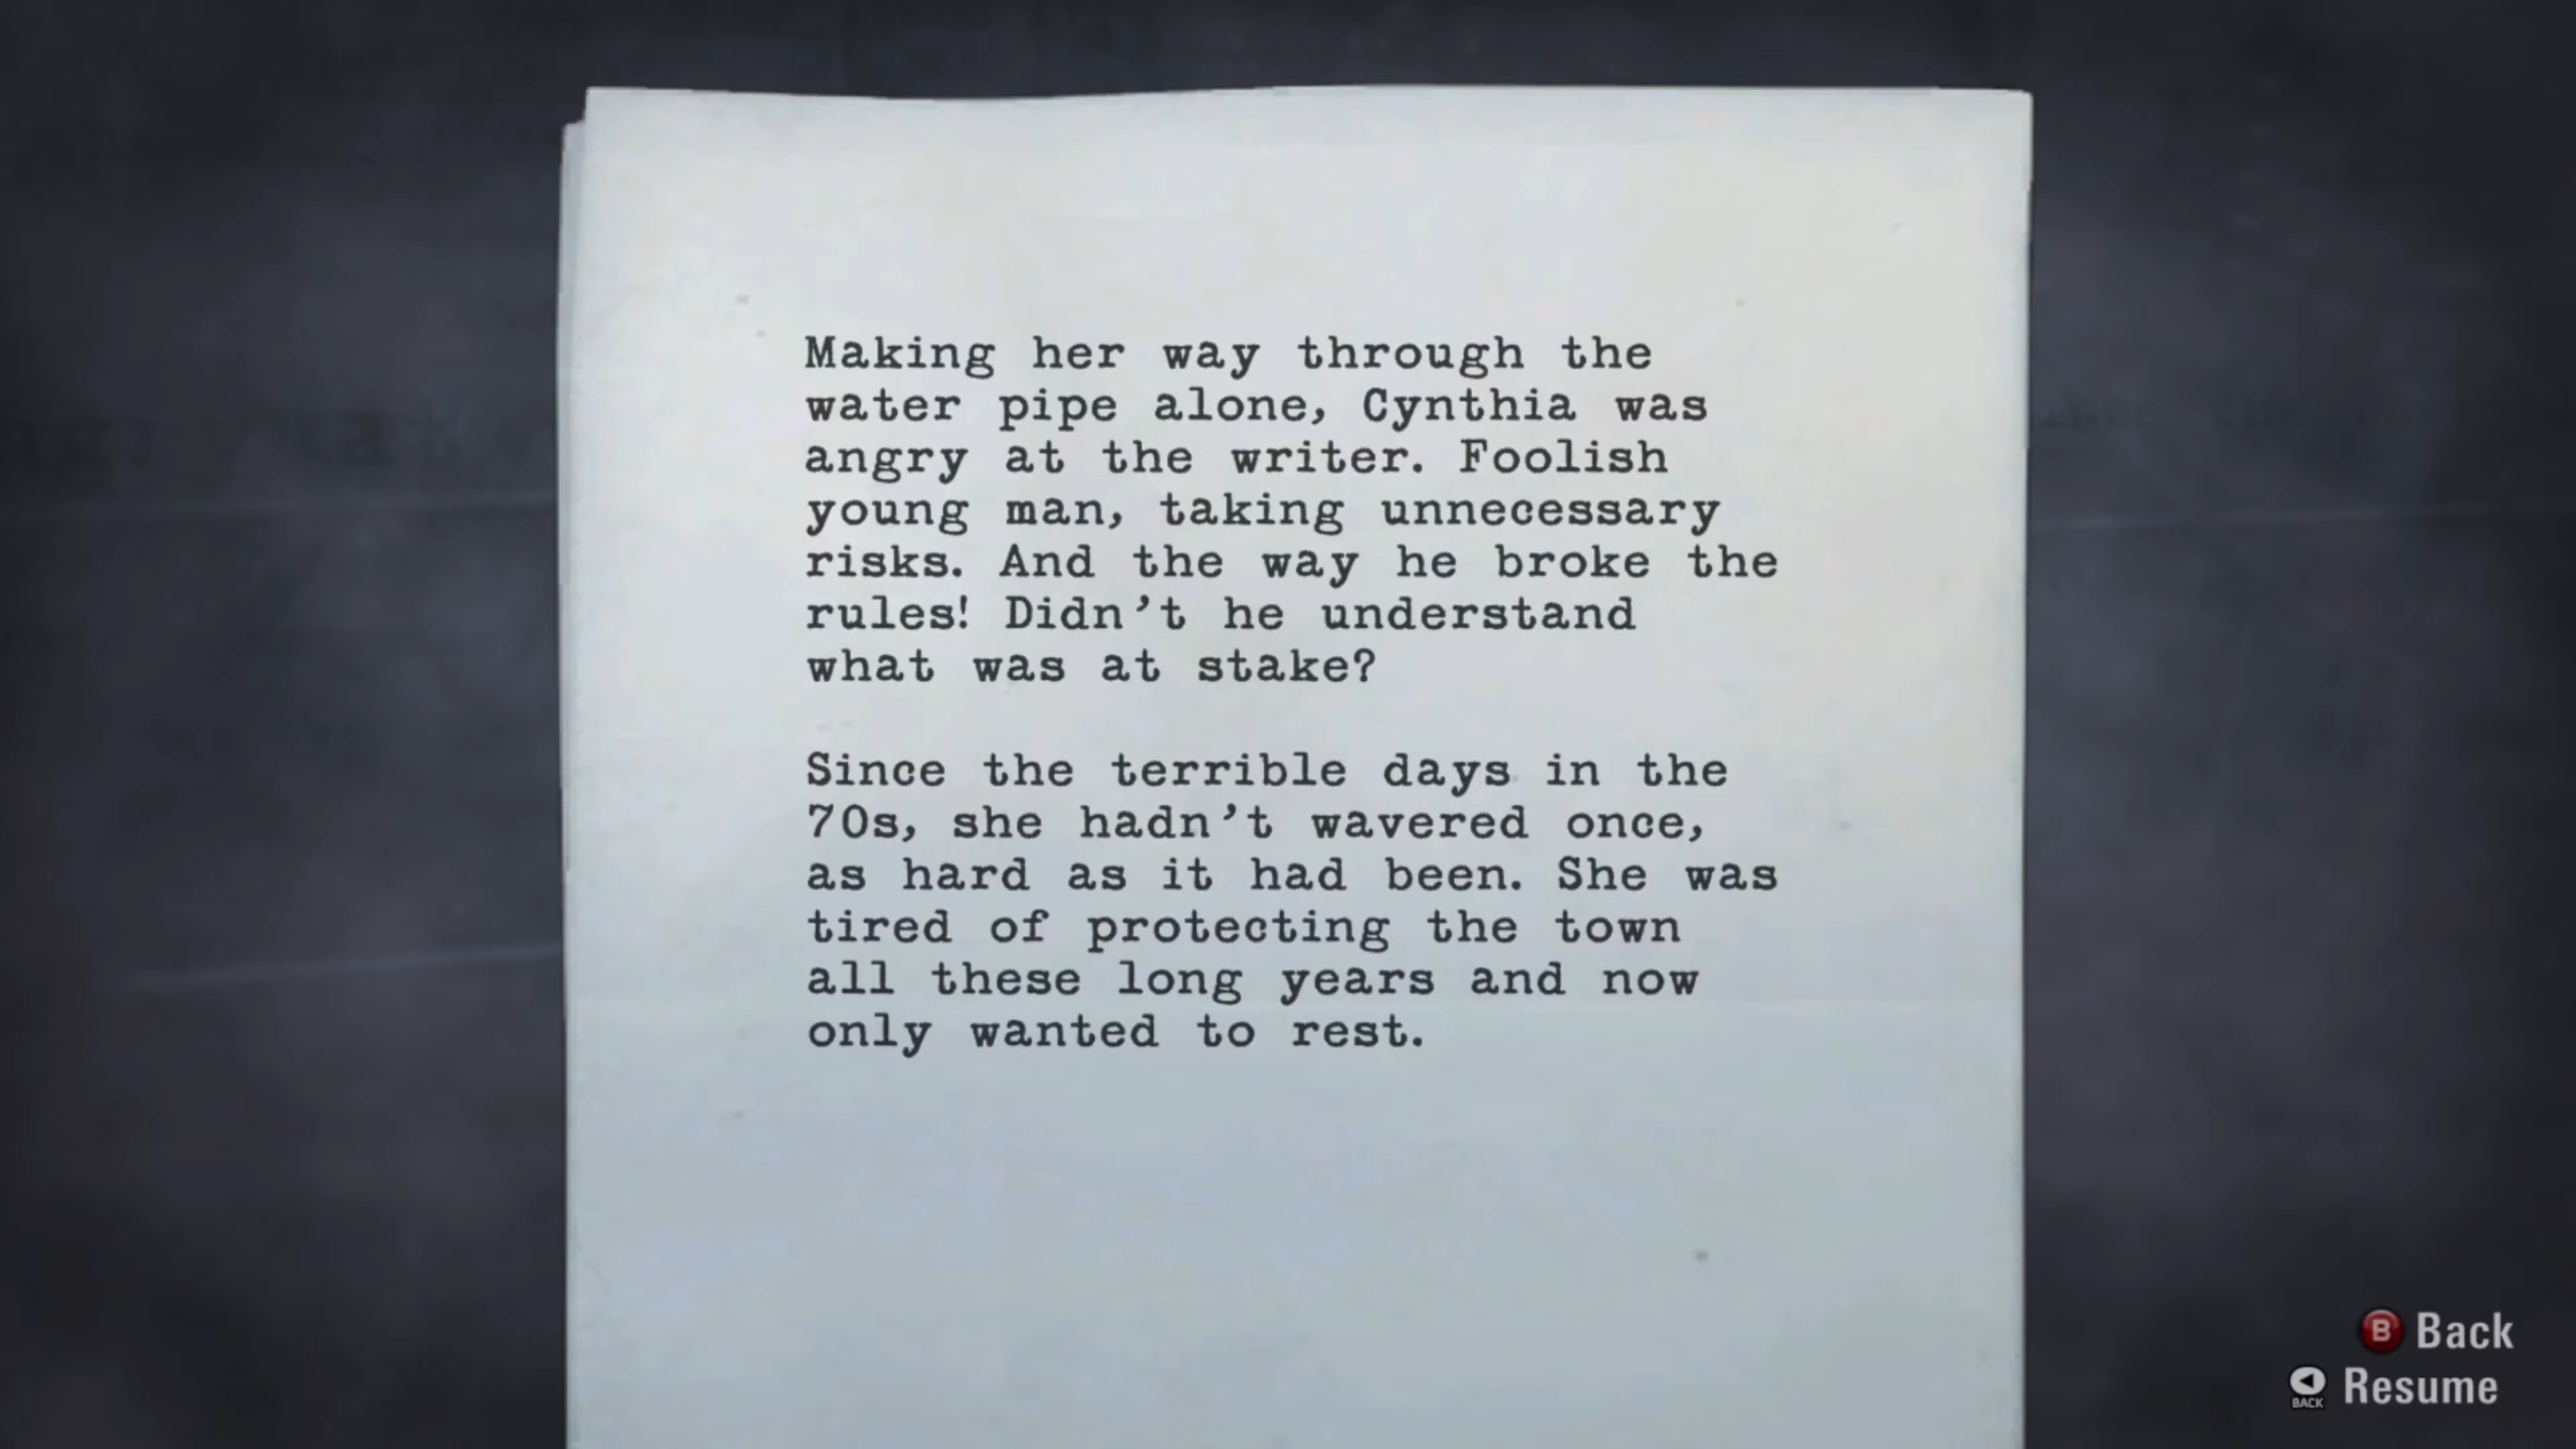 Making her way through the
water pipe alone, Cynthia was
angry at the writer. Foolish
young man, taking unnecessary
risks. And the way he broke the
rules! Didn't he understand
what was at stake?
Since the terrible days in the
70s, she hadn't wavered once,
as hard as it had been. She was
tired of protecting the town
all these long years and now
only wanted to rest.
B Back
BACK Resume